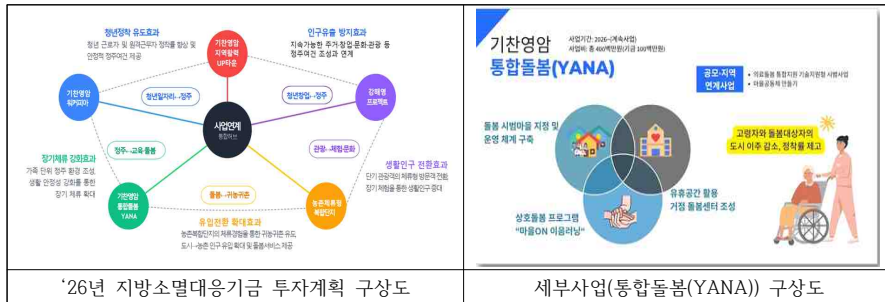 청년정착 유도효과
청년 근로자 및 원격근무자 정착률 향상 및
안정적 정주여건 제공
기찬영암
지역활력
UP타운
인구유출 방지효과
지속가능한 주거·창업·문화·관광 등
정주여건 조성과 연계
기찬영암
워커피아
청년일자리↔정주
청년창업↔정주
강해영
프로젝트
사업연계
통합허브
장기체류 강화효과
가족 단위 정주 환경 조성,
생활 안정성 강화를 통한
장기 체류 확대
정주↔교육·돌봄
관광↔체험·문화
생활인구 전환효과
단기 관광객의 체류형 방문객 전환,
장기 체험을 통한 생활인구 증대
기찬영암
통합돌봄
YANA
돌봄↔귀농귀촌
농촌체류형
복합단지
유입전환 확대효과
농촌복합단지의 체류경험을 통한 귀농귀촌 유도,
도시→농촌 인구 유입 확대 및 돌봄서비스 제공
'26년 지방소멸대응기금 투자계획 구상도
기찬영암
통합돌봄(YANA)
사업기간: 2026~(계속사업)
사업비: 총 400백만원(기금 100백만원)
공모·지역
연계사업
• 의료돌봄 통합지원 기술지원형 시범사업
• 마을공동체 만들기
돌봄 시범마을 지정 및
운영 체계 구축
고령자와 돌봄대상자의
도시 이주 감소, 정착률 제고
유휴공간 활용
거점 돌봄센터 조성
상호돌봄 프로그램
"마음ON 이음러닝"
세부사업(통합돌봄(YANA)) 구상도